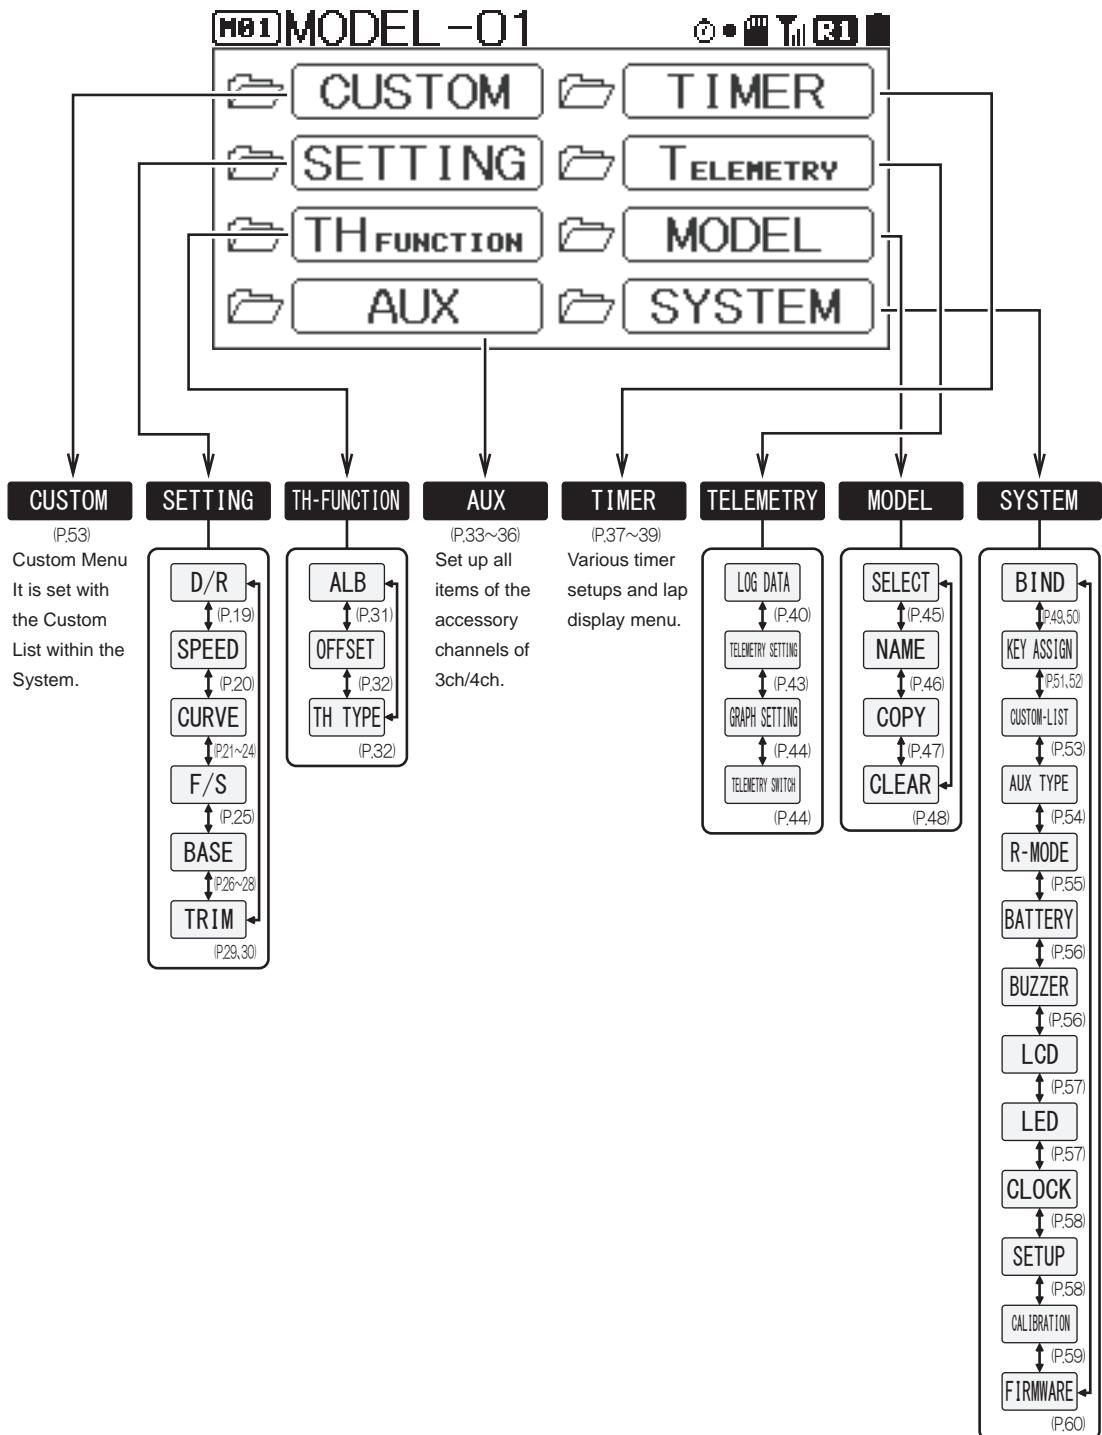 M01 MODEL-01 R1
CUSTOM
TIMER
SETTING
TELEMETRY
TH FUNCTION
MODEL
AUX
SYSTEM
CUSTOM
(P.53)
Custom Menu
It is set with
the Custom
List within the
System.
SETTING
D/R
(P.19)
SPEED
(P.20)
CURVE
(P.21~24)
F/S
(P.25)
BASE
(P.26~28)
TRIM
(P.29,30)
TH-FUNCTION
ALB
(P.31)
OFFSET
(P.32)
TH TYPE
(P.32)
AUX
(P.33~36)
Set up all
items of the
accessory
channels of
3ch/4ch.
TIMER
(P.37~39)
Various timer
setups and lap
display menu.
TELEMETRY
LOG DATA
(P.40)
TELEMETRY SETTING
(P.43)
GRAPH SETTING
(P.44)
TELEMETRY SWITCH
(P.44)
MODEL
SELECT
(P.45)
NAME
(P.46)
COPY
(P.47)
CLEAR
(P.48)
SYSTEM
BIND
(P.49,50)
KEY ASSIGN
(P.51,52)
CUSTOM-LIST
(P.53)
AUX TYPE
(P.54)
R-MODE
(P.55)
BATTERY
(P.56)
BUZZER
(P.56)
LCD
(P.57)
LED
(P.57)
CLOCK
(P.58)
SETUP
(P.58)
CALIBRATION
(P.59)
FIRMWARE
(P.60)